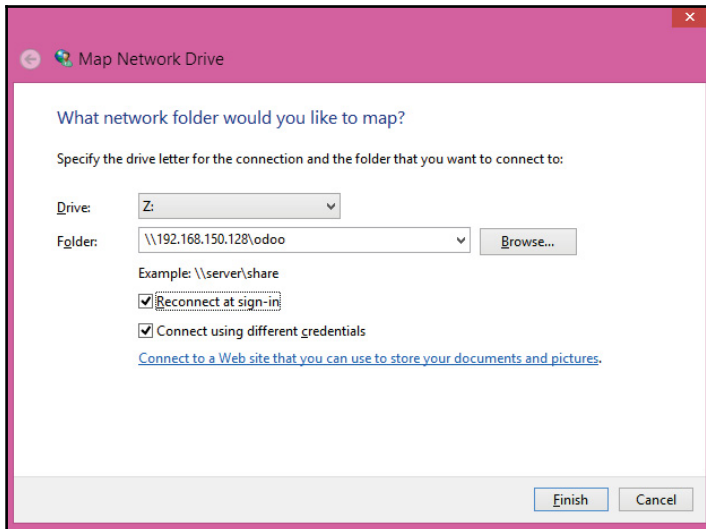 Map Network Drive
What network folder would you like to map?
Specify the drive letter for the connection and the folder that you want to connect to:
Drive: Z:
Folder: \\192.168.150.128\odoo Browse...
Example: \\server\share
Reconnect at sign-in
Connect using different credentials
Connect to a Web site that you can use to store your documents and pictures.
Finish Cancel